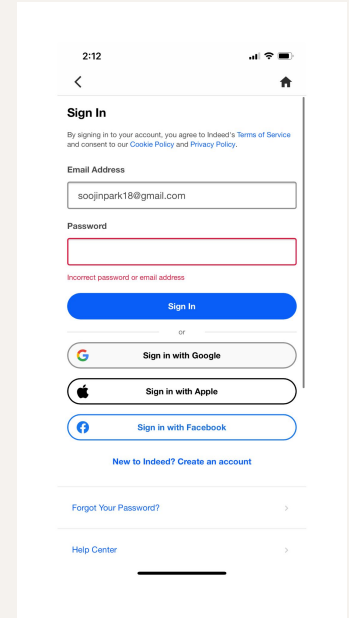 2:12
Sign In
By signing in to your account, you agree to Indeed's Terms of Service
and consent to our Cookie Policy and Privacy Policy.
Email Address
soojinpark18@gmail.com
Password
Incorrect password or email address
Sign In
or
Sign in with Google
Sign in with Apple
Sign in with Facebook
New to Indeed? Create an account
Forgot Your Password?
Help Center